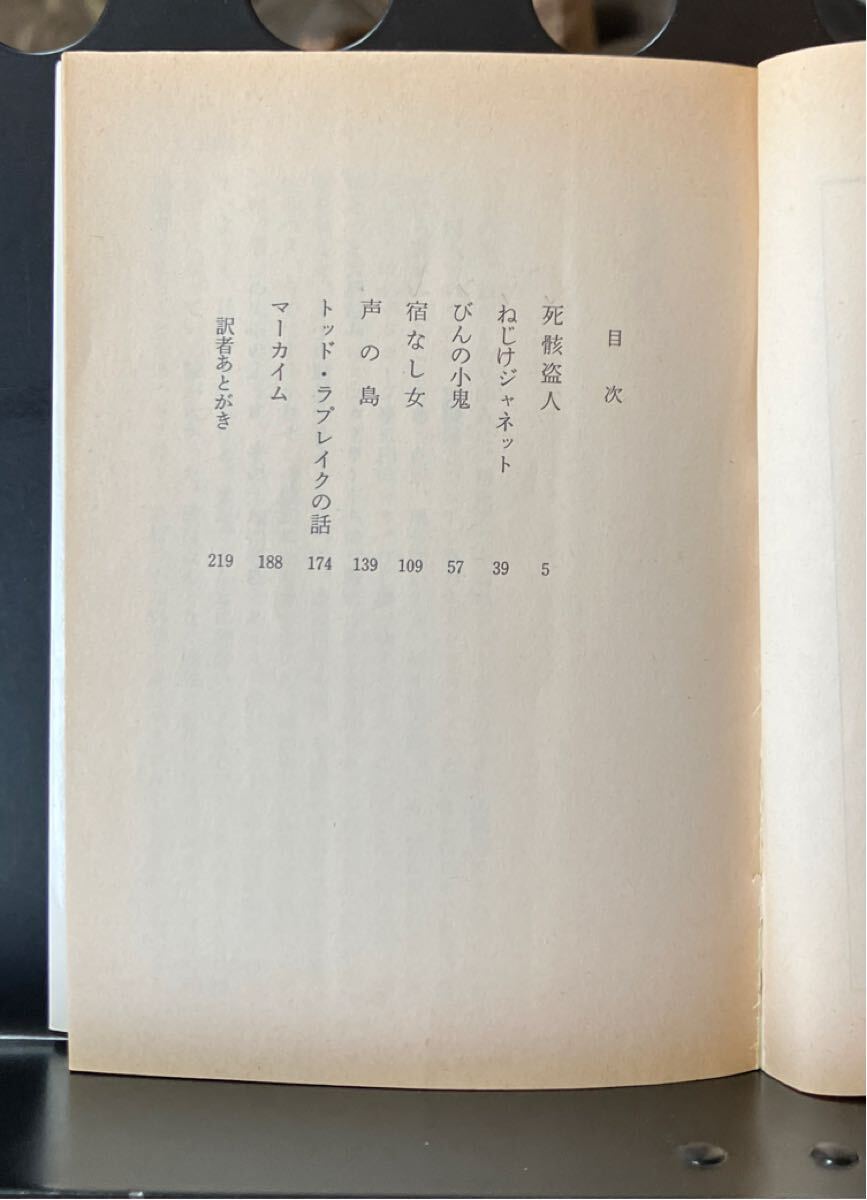 目次
死骸盗人 5
ねじけジャネット 39
びんの小鬼 57
宿なし女 109
声の島 139
トッド・ラプレイクの話 174
マーカイム 188
訳者あとがき 219